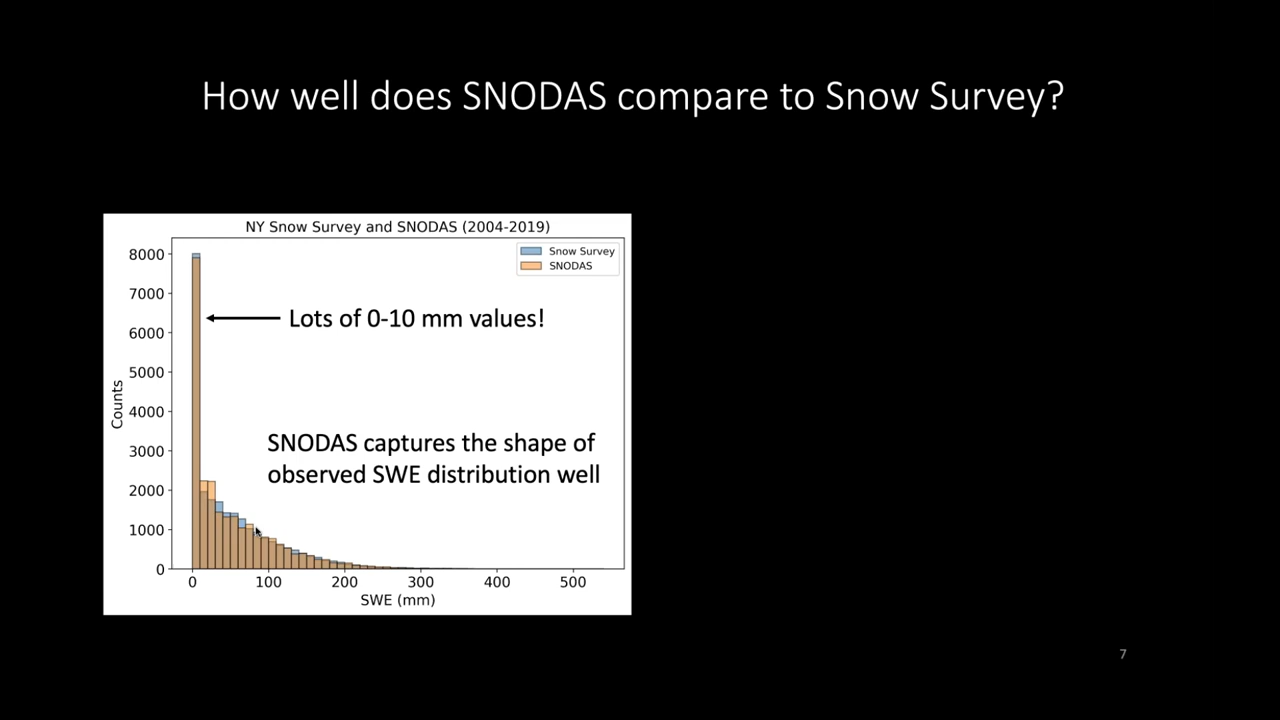 How well does SNODAS compare to Snow Survey?
NY Snow Survey and SNODAS (2004-2019)
Snow Survey
SNODAS
8000
7000
6000
5000
4000
3000
2000
1000
0
Counts
Lots of 0-10 mm values!
SNODAS captures the shape of
observed SWE distribution well
0 100 200 300 400 500
SWE (mm)
7